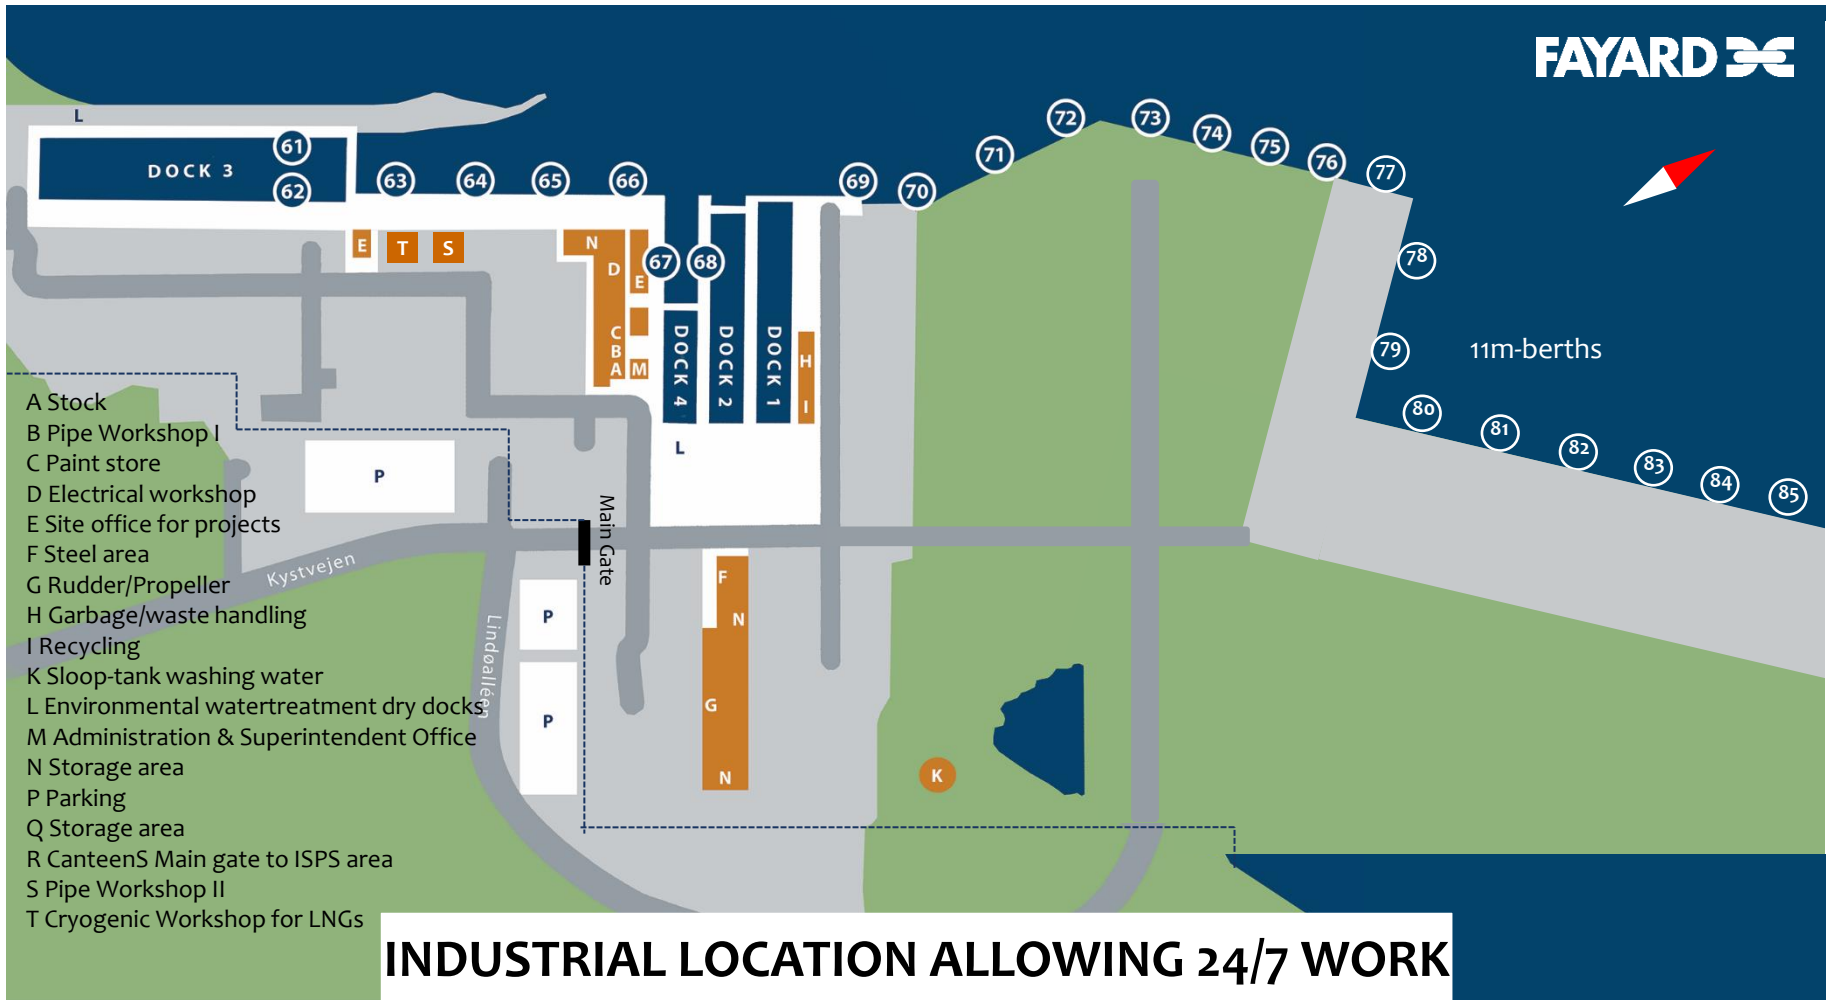 FAYARD
L
DOCK 3
61
62
63
64
65
66
67
68
69
70
71
72
73
74
75
76
77
78
79
80
81
82
83
84
85
11m-berths
E
T
S
N
D
E
C
B
A
M
DOCK 4
DOCK 2
DOCK 1
H
I
L
P
Main Gate
Kystvejen
Lindøalléen
P
P
F
N
G
N
K
A Stock
B Pipe Workshop I
C Paint store
D Electrical workshop
E Site office for projects
F Steel area
G Rudder/Propeller
H Garbage/waste handling
I Recycling
K Sloop-tank washing water
L Environmental watertreatment dry docks
M Administration & Superintendent Office
N Storage area
P Parking
Q Storage area
R CanteenS Main gate to ISPS area
S Pipe Workshop II
T Cryogenic Workshop for LNGs
INDUSTRIAL LOCATION ALLOWING 24/7 WORK